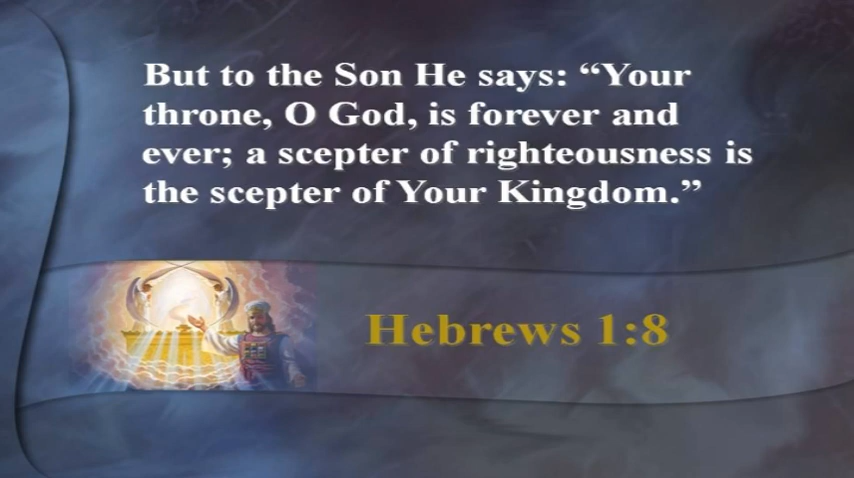 But to the Son He says: “Your
throne, O God, is forever and
ever; a scepter of righteousness is
the scepter of Your Kingdom.”
Hebrews 1:8